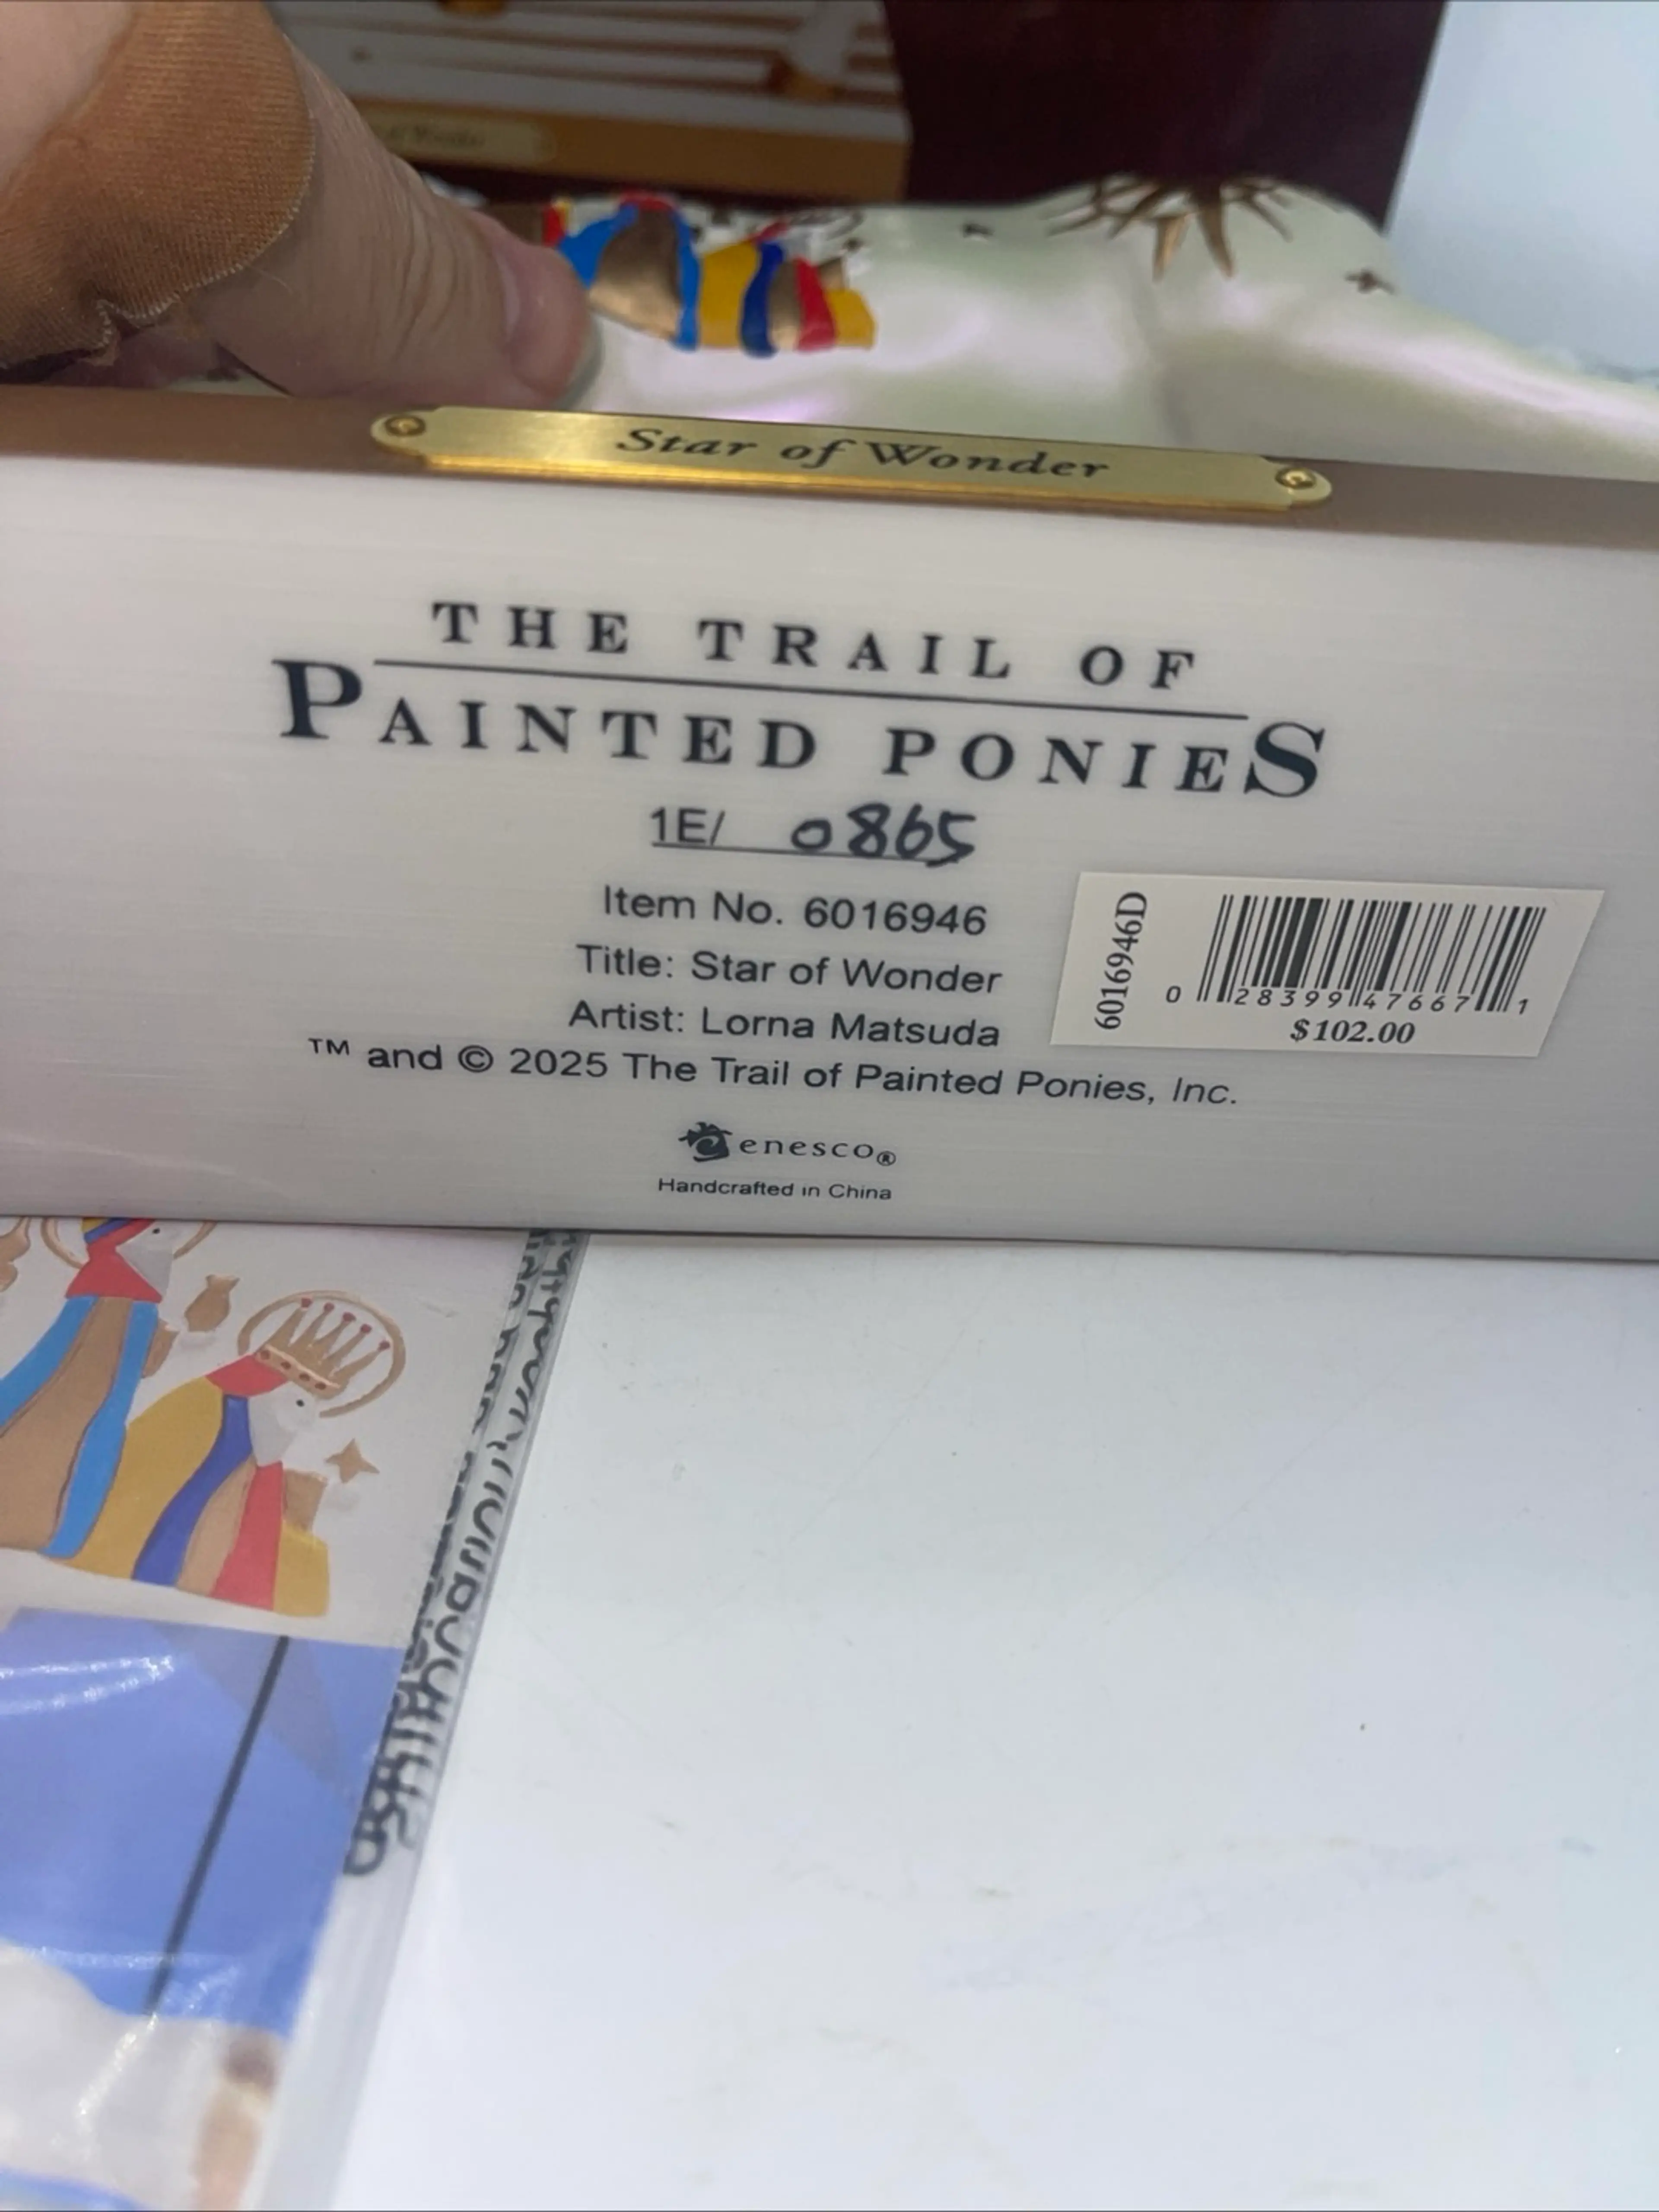 Star of Wonder
THE TRAIL OF
PAINTED PONIES
1E/ 0865
Item No. 6016946
Title: Star of Wonder
Artist: Lorna Matsuda
™ and © 2025 The Trail of Painted Ponies, Inc.
enesco®
Handcrafted in China
6016946D
0 28399 47667 1
$102.00